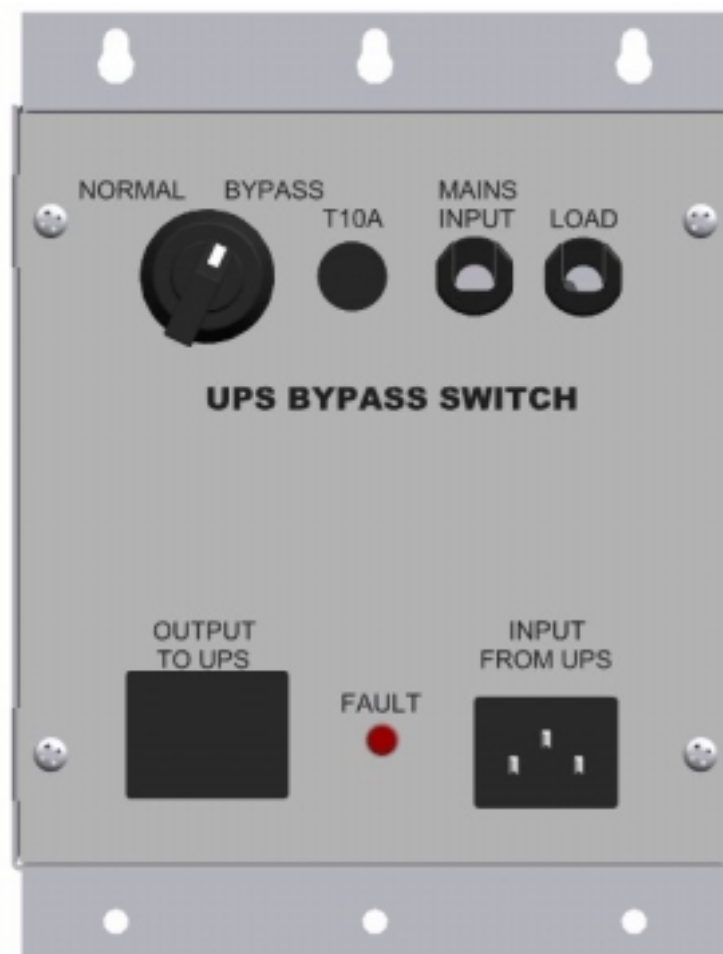 NORMAL BYPASS
T10A
MAINS
INPUT
LOAD
UPS BYPASS SWITCH
OUTPUT
TO UPS
FAULT
INPUT
FROM UPS